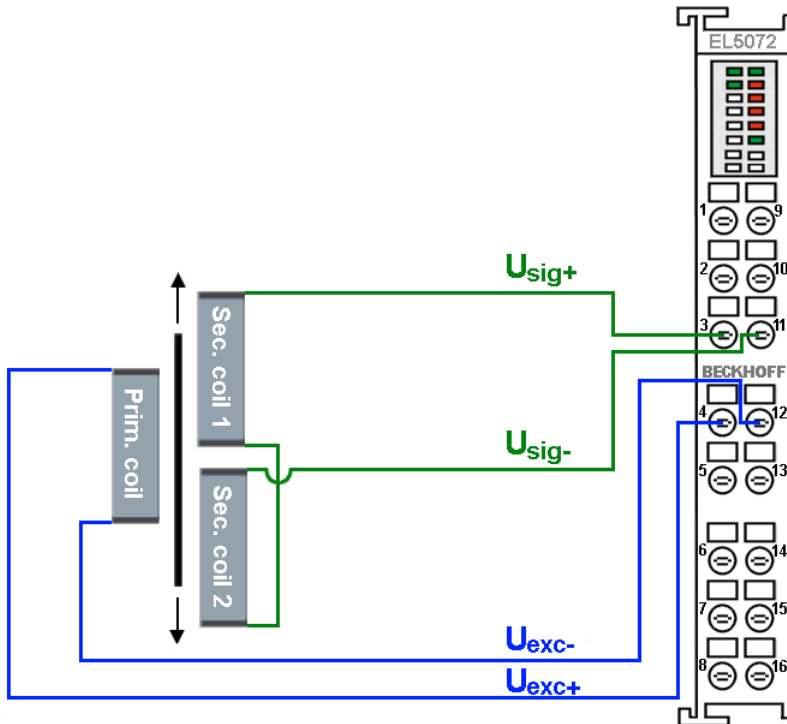 EL5072
1
9
2
10
Usig+
3
11
BECKHOFF
4
12
Sec. coil 1
Prim. coil
Usig-
5
13
Sec. coil 2
6
14
7
15
Uexc-
8
16
Uexc+